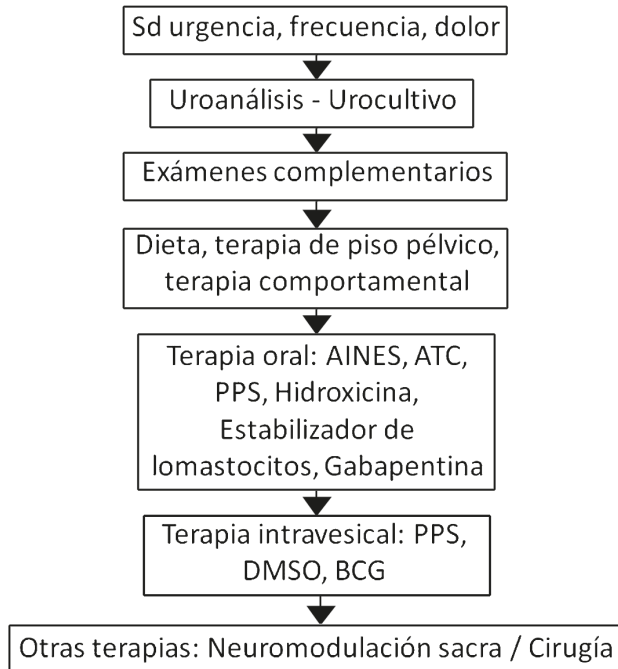 Sd urgencia, frecuencia, dolor
Uroanálisis - Urocultivo
Exámenes complementarios
Dieta, terapia de piso pélvico,
terapia comportamental
Terapia oral: AINES, ATC,
PPS, Hidroxicina,
Estabilizador de
lomastocitos, Gabapentina
Terapia intravesical: PPS,
DMSO, BCG
Otras terapias: Neuromodulación sacra / Cirugía